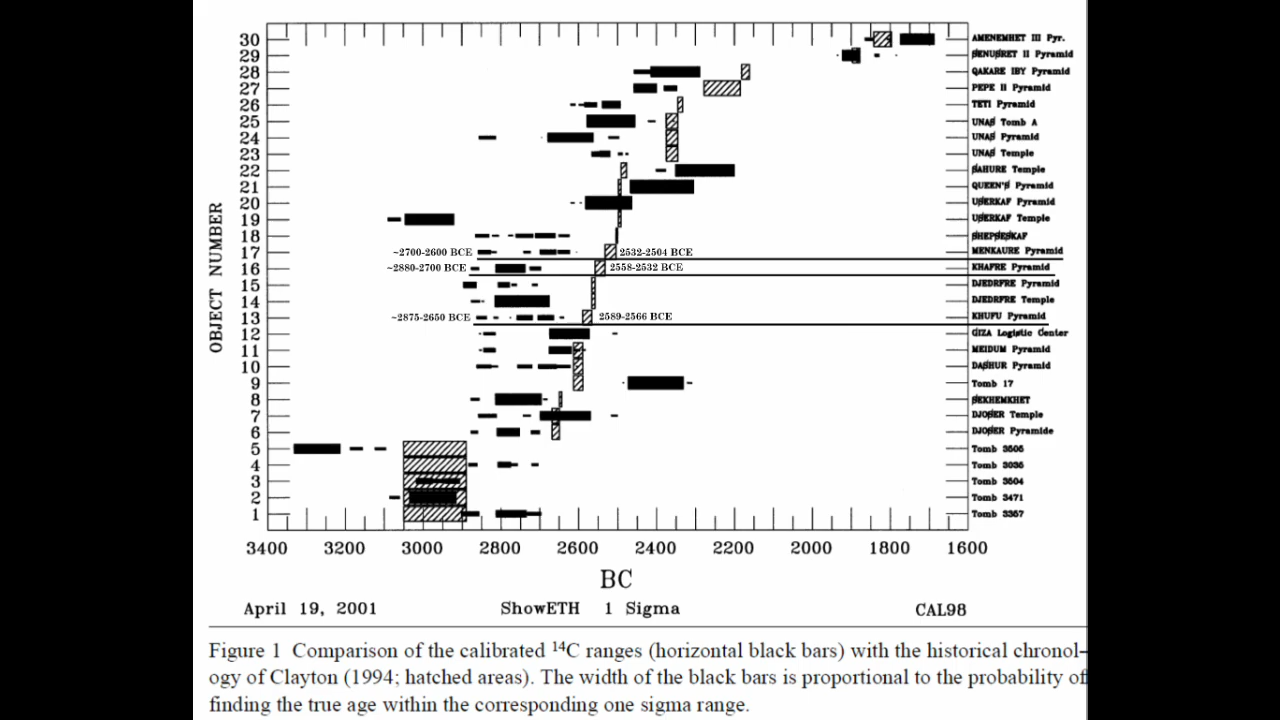 30 AMENEMHET III Pyr.
29 SENUSRET II Pyramid
28 QAKARE IBY Pyramid
27 PEPE II Pyramid
26 TETI Pyramid
25 UNAS Tomb A
24 UNAS Pyramid
23 UNAS Temple
22 SAHURE Temple
21 QUEEN'S Pyramid
20 USERKAF Pyramid
19 USERKAF Temple
18 SHEPSESKAF
17 ~2700-2600 BCE 2532-2504 BCE MENKAURE Pyramid
16 ~2880-2700 BCE 2558-2532 BCE KHAFRE Pyramid
15 DJEDRFRE Pyramid
14 DJEDRFRE Temple
13 ~2875-2650 BCE 2589-2566 BCE KHUFU Pyramid
12 GIZA Logistic Center
11 MEIDUM Pyramid
10 DASHUR Pyramid
9 Tomb 17
8 SEKHEMKHET
7 DJOSER Temple
6 DJOSER Pyramide
5 Tomb 3505
4 Tomb 3035
3 Tomb 3504
2 Tomb 3471
1 Tomb 3357
OBJECT NUMBER
3400 3200 3000 2800 2600 2400 2200 2000 1800 1600
BC
April 19, 2001 ShowETH 1 Sigma CAL98
Figure 1 Comparison of the calibrated ¹⁴C ranges (horizontal black bars) with the historical chronol-
ogy of Clayton (1994; hatched areas). The width of the black bars is proportional to the probability of
finding the true age within the corresponding one sigma range.